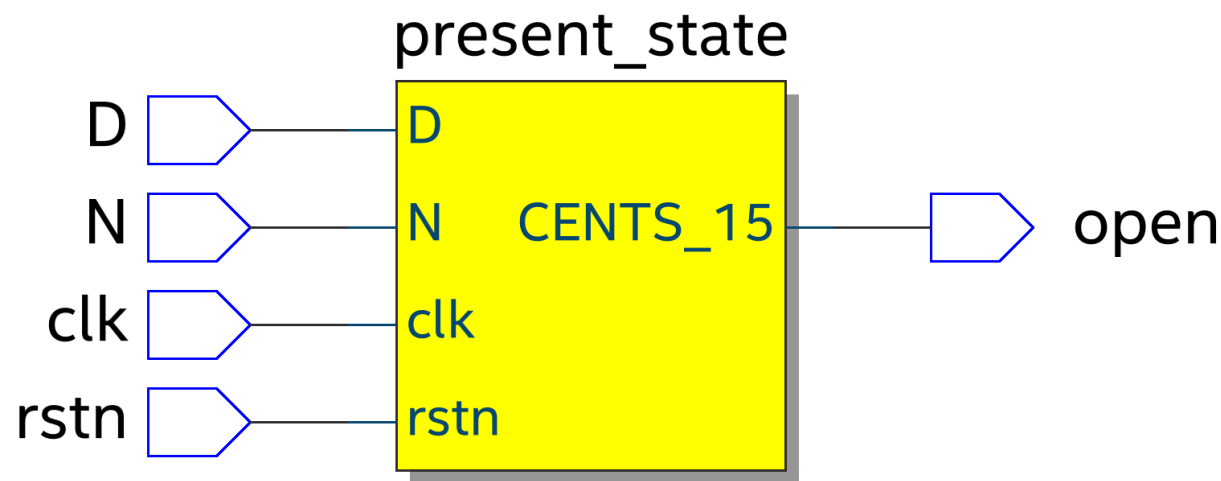 present_state
D
D
N
N
CENTS_15
open
clk
clk
rstn
rstn